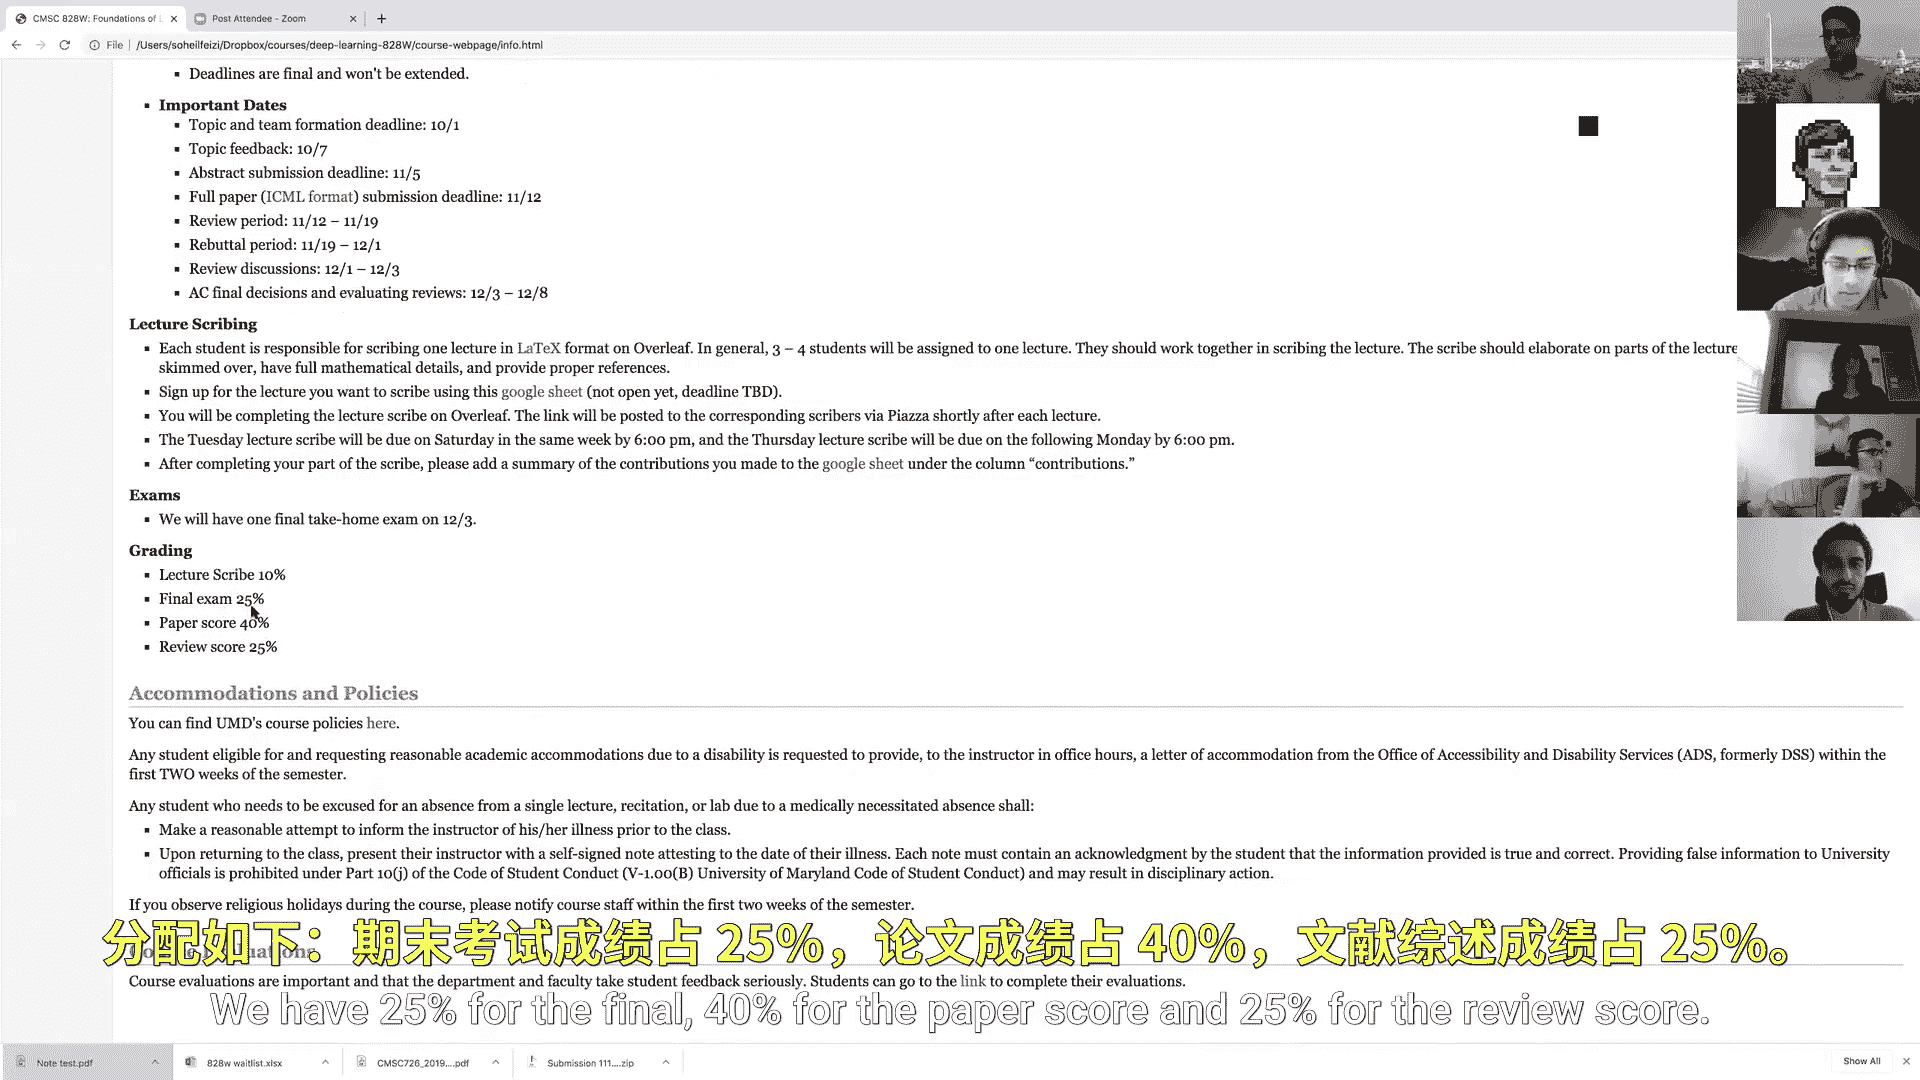 CMSC 828W: Foundations of
Post Attendee - Zoom
File
/Users/soheilfeizi/Dropbox/courses/deep-learning-828W/course-webpage/info.html
Deadlines are final and won't be extended.
Important Dates
Topic and team formation deadline: 10/1
Topic feedback: 10/7
Abstract submission deadline: 11/5
Full paper (ICML format) submission deadline: 11/12
Review period: 11/12 – 11/19
Rebuttal period: 11/19 – 12/1
Review discussions: 12/1 – 12/3
AC final decisions and evaluating reviews: 12/3 – 12/8
Lecture Scribing
Each student is responsible for scribing one lecture in LaTeX format on Overleaf. In general, 3 – 4 students will be assigned to one lecture. They should work together in scribing the lecture. The scribe should elaborate on parts of the lecture
skimmed over, have full mathematical details, and provide proper references.
Sign up for the lecture you want to scribe using this google sheet (not open yet, deadline TBD).
You will be completing the lecture scribe on Overleaf. The link will be posted to the corresponding scribers via Piazza shortly after each lecture.
The Tuesday lecture scribe will be due on Saturday in the same week by 6:00 pm, and the Thursday lecture scribe will be due on the following Monday by 6:00 pm.
After completing your part of the scribe, please add a summary of the contributions you made to the google sheet under the column “contributions.”
Exams
We will have one final take-home exam on 12/3.
Grading
Lecture Scribe 10%
Final exam 25%
Paper score 40%
Review score 25%
Accommodations and Policies
You can find UMD's course policies here.
Any student eligible for and requesting reasonable academic accommodations due to a disability is requested to provide, to the instructor in office hours, a letter of accommodation from the Office of Accessibility and Disability Services (ADS, formerly DSS) within the
first TWO weeks of the semester.
Any student who needs to be excused for an absence from a single lecture, recitation, or lab due to a medically necessitated absence shall:
Make a reasonable attempt to inform the instructor of his/her illness prior to the class.
Upon returning to the class, present their instructor with a self-signed note attesting to the date of their illness. Each note must contain an acknowledgment by the student that the information provided is true and correct. Providing false information to University
officials is prohibited under Part 10(j) of the Code of Student Conduct (V-1.00(B) University of Maryland Code of Student Conduct) and may result in disciplinary action.
If you observe religious holidays during the course, please notify course staff within the first two weeks of the semester.
分配如下：期末考试成绩占 25%，论文成绩占 40%，文献综述成绩占 25%。
Course evaluations are important and that the department and faculty take student feedback seriously. Students can go to the link to complete their evaluations.
We have 25% for the final, 40% for the paper score and 25% for the review score.
Note test.pdf
828w waitlist.xlsx
CMSC726_2019....pdf
Submission 111....zip
Show All